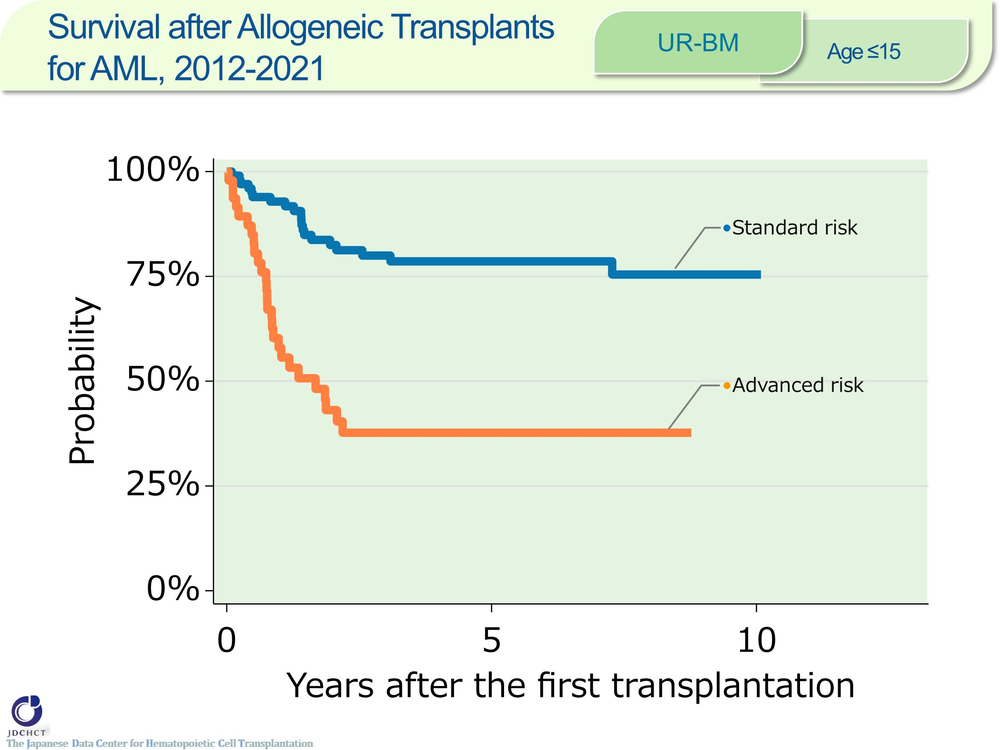 Survival after Allogeneic Transplants
for AML, 2012-2021
UR-BM
Age ≤15
100%
75%
50%
25%
0%
Probability
Standard risk
Advanced risk
0
5
10
Years after the first transplantation
JDCHCT
The Japanese Data Center for Hematopoietic Cell Transplantation